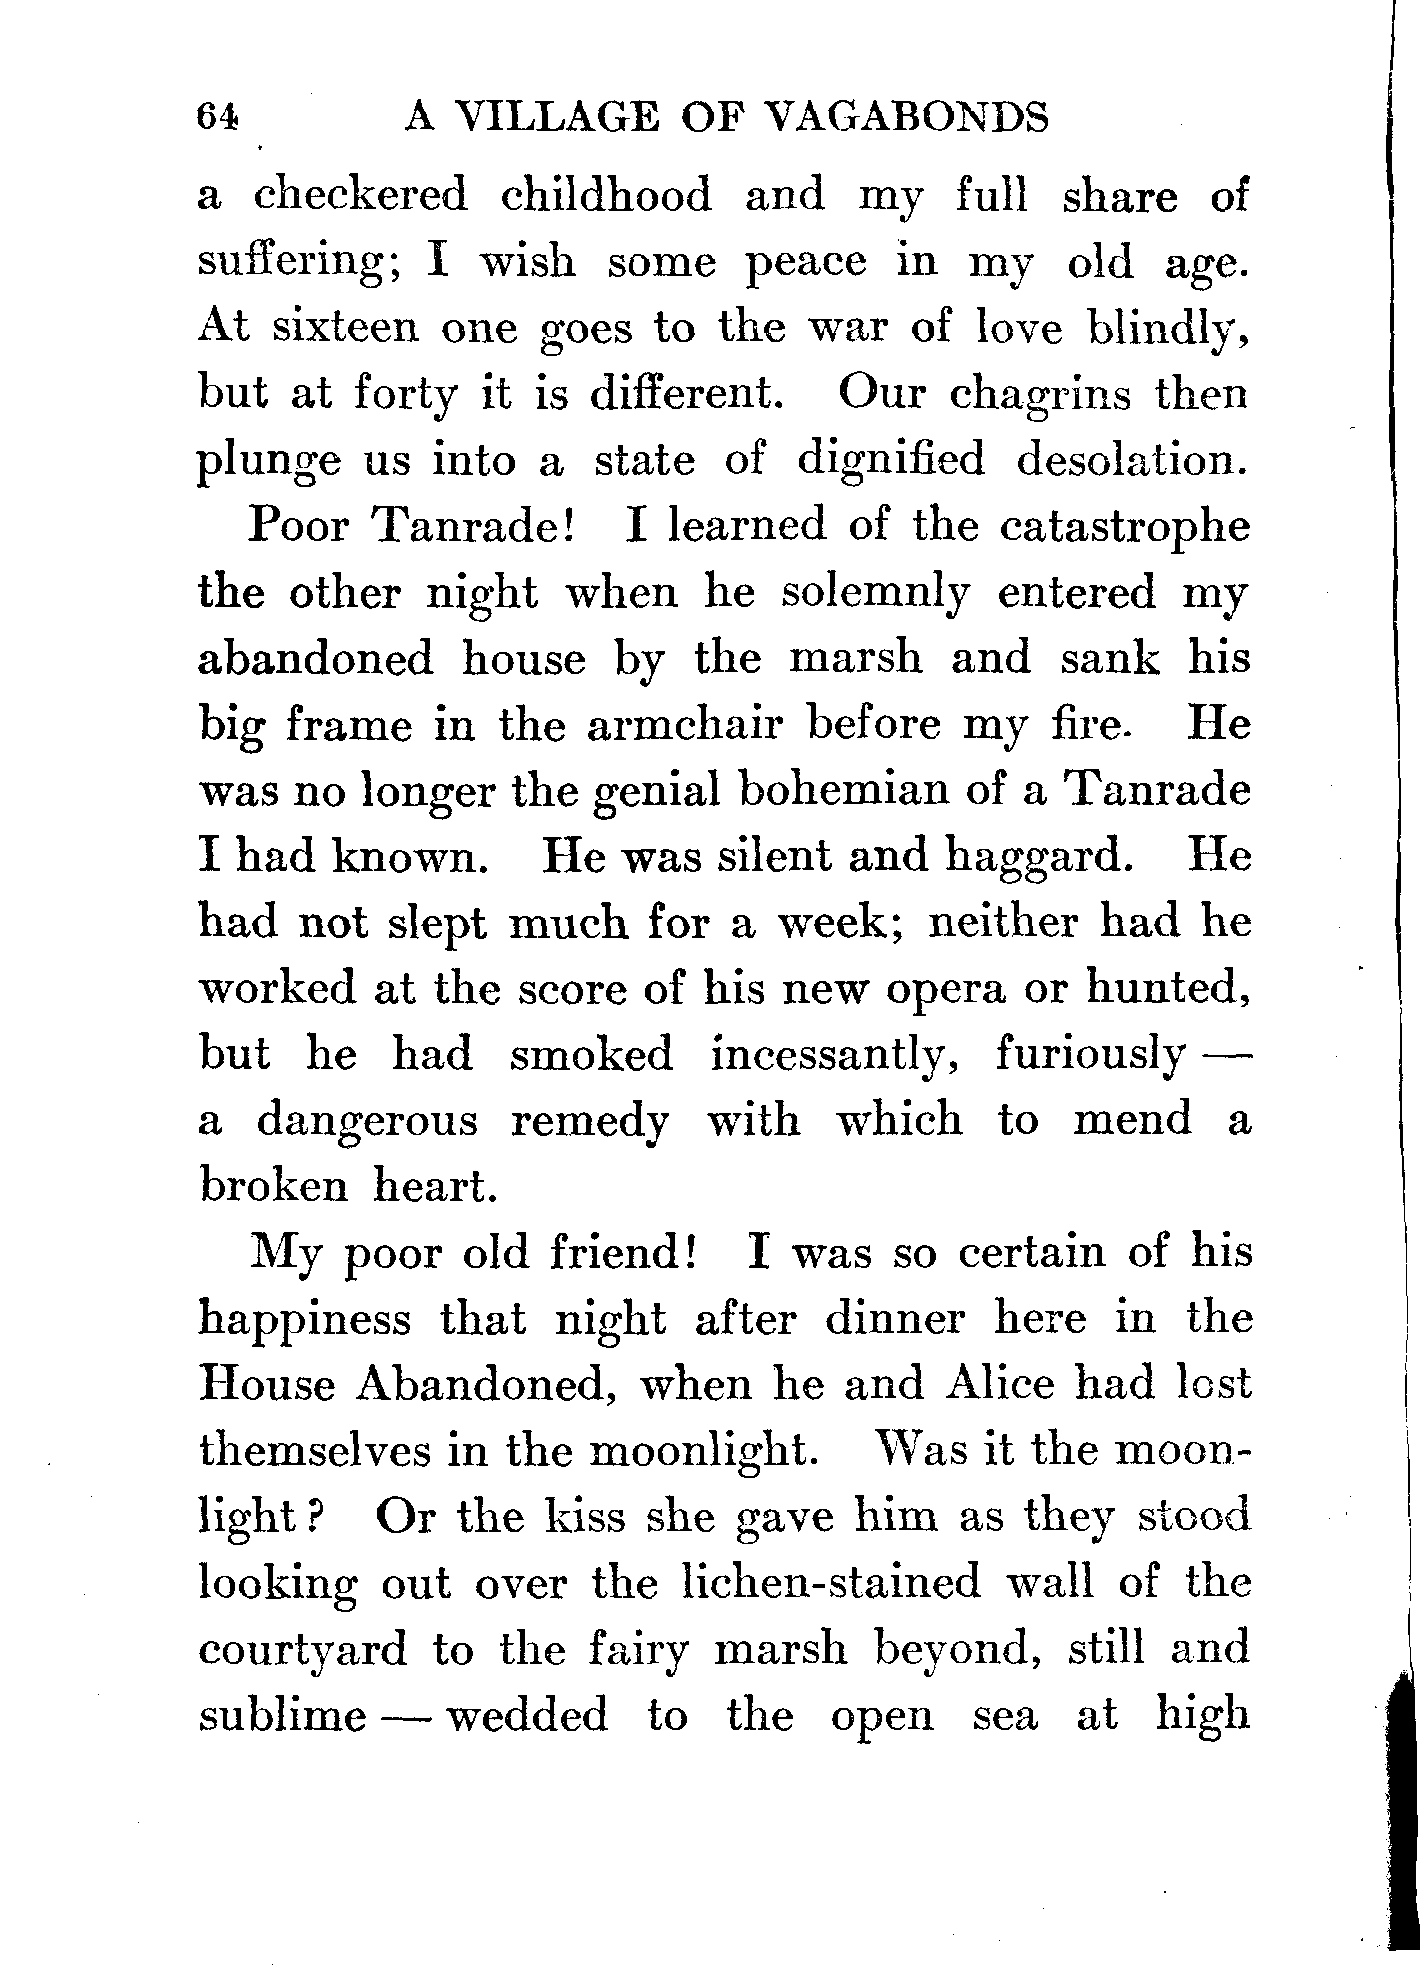 64 A VILLAGE OF VAGABONDS
a checkered childhood and my full share of
suffering; I wish some peace in my old age.
At sixteen one goes to the war of love blindly,
but at forty it is different. Our chagrins then
plunge us into a state of dignified desolation.
Poor Tanrade! I learned of the catastrophe
the other night when he solemnly entered my
abandoned house by the marsh and sank his
big frame in the armchair before my fire. He
was no longer the genial bohemian of a Tanrade
I had known. He was silent and haggard. He
had not slept much for a week; neither had he
worked at the score of his new opera or hunted,
but he had smoked incessantly, furiously —
a dangerous remedy with which to mend a
broken heart.
My poor old friend! I was so certain of his
happiness that night after dinner here in the
House Abandoned, when he and Alice had lost
themselves in the moonlight. Was it the moon-
light? Or the kiss she gave him as they stood
looking out over the lichen-stained wall of the
courtyard to the fairy marsh beyond, still and
sublime — wedded to the open sea at high